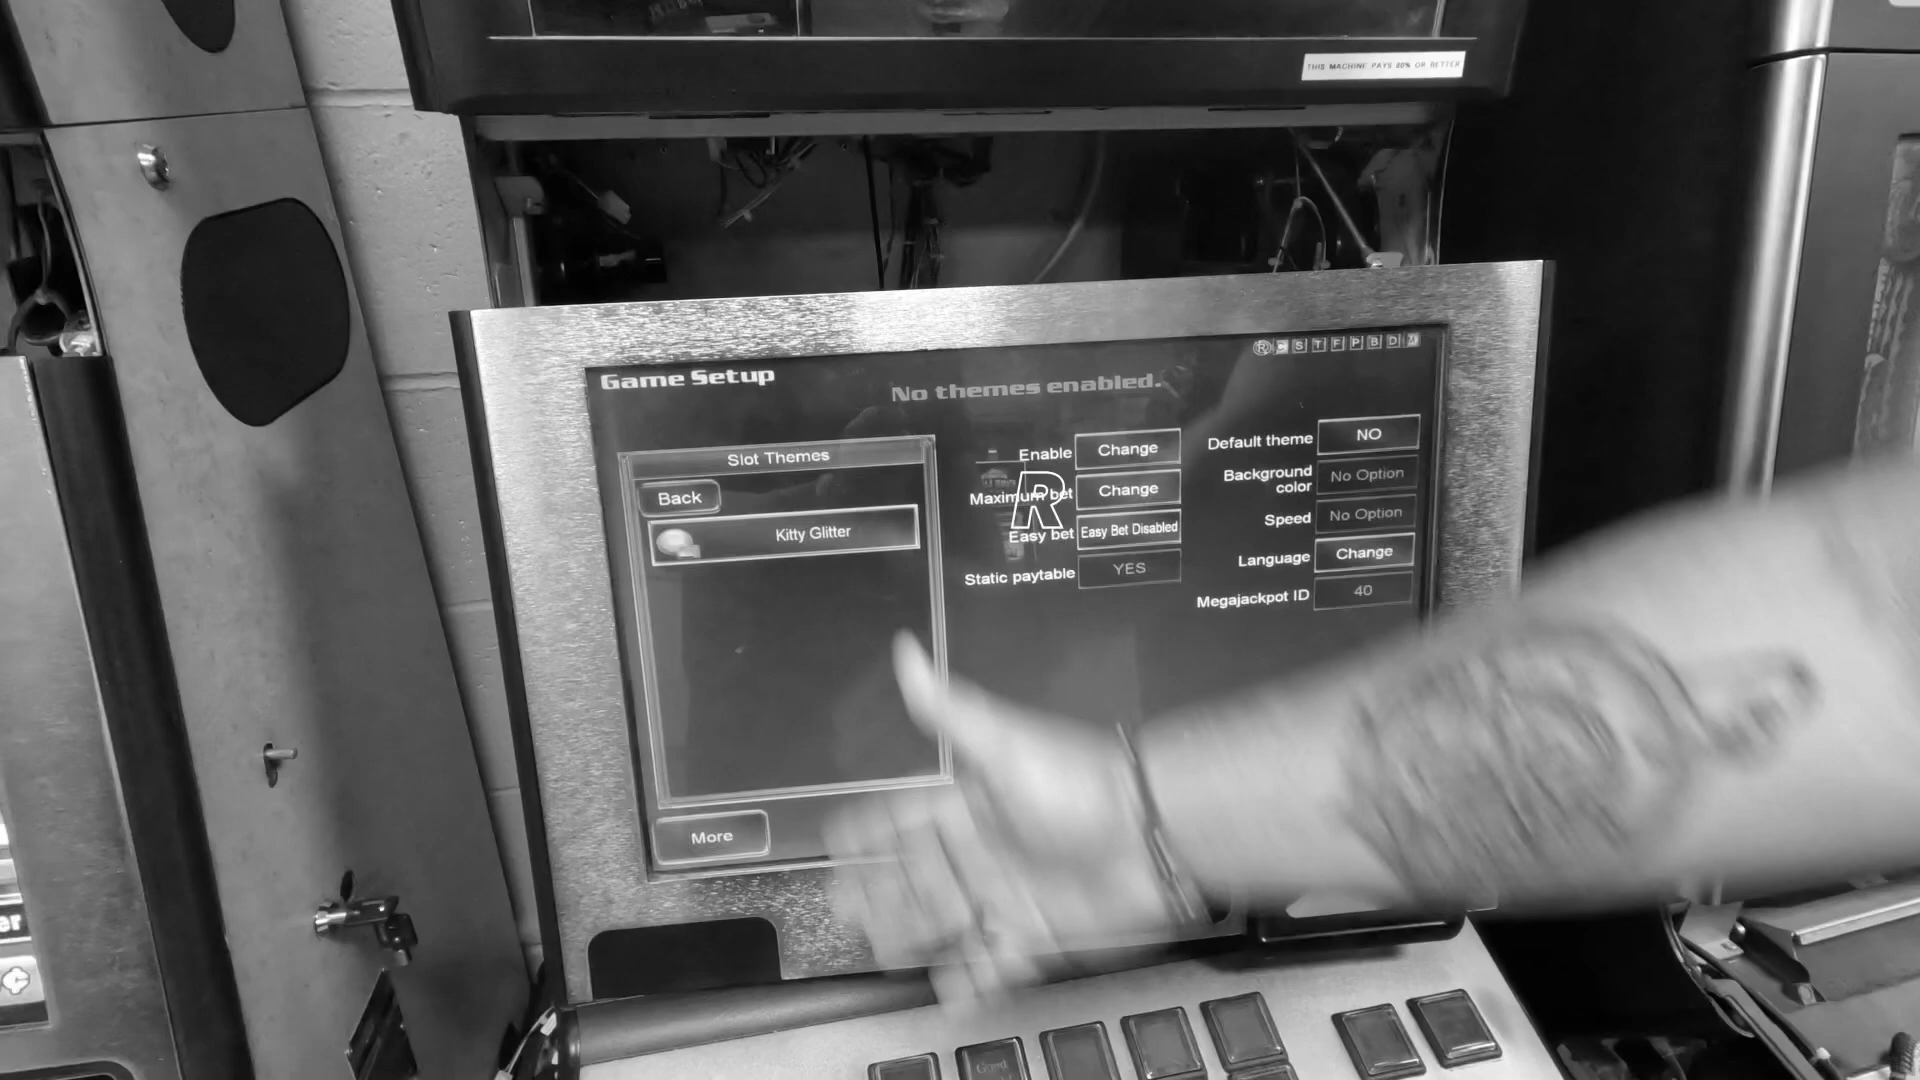 THIS MACHINE PAYS 80% OR BETTER
R C S T F P B D M
Game Setup
No themes enabled.
Slot Themes
Back
Kitty Glitter
More
Enable Change
Maximum bet Change
Easy bet Easy Bet Disabled
Static paytable YES
Default theme NO
Background color No Option
Speed No Option
Language Change
Megajackpot ID 40
R
er